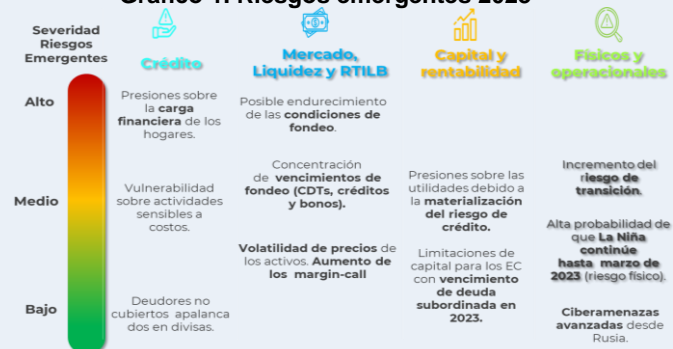 Gráfico 1. Riesgos emergentes 2023
Severidad
Riesgos
Emergentes
Alto
Medio
Bajo
Crédito
Presiones sobre
la carga
financiera de los
hogares.
Vulnerabilidad
sobre actividades
sensibles a
costos.
Deudores no
cubiertos apalanca
dos en divisas.
Mercado,
Liquidez y RTILB
Posible endurecimiento
de las condiciones de
fondeo.
Concentración
de vencimientos de
fondeo (CDTs, créditos
y bonos).
Volatilidad de precios de
los activos. Aumento de
los margin-call
Capital y
rentabilidad
Presiones sobre las
utilidades debido a
la materialización
del riesgo de
crédito.
Limitaciones de
capital para los EC
con vencimiento
de deuda
subordinada en
2023.
Físicos y
operacionales
Incremento del
riesgo de
transición.
Alta probabilidad de
que La Niña
continúe
hasta marzo de
2023 (riesgo físico).
Ciberamenazas
avanzadas desde
Rusia.